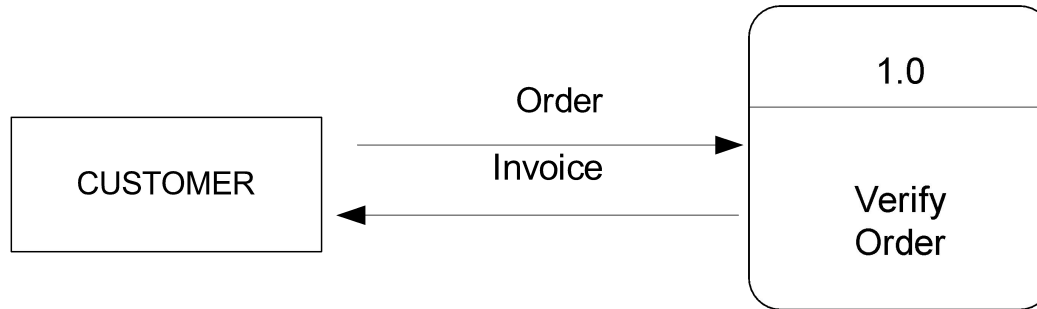 CUSTOMER
Order
Invoice
1.0
Verify
Order